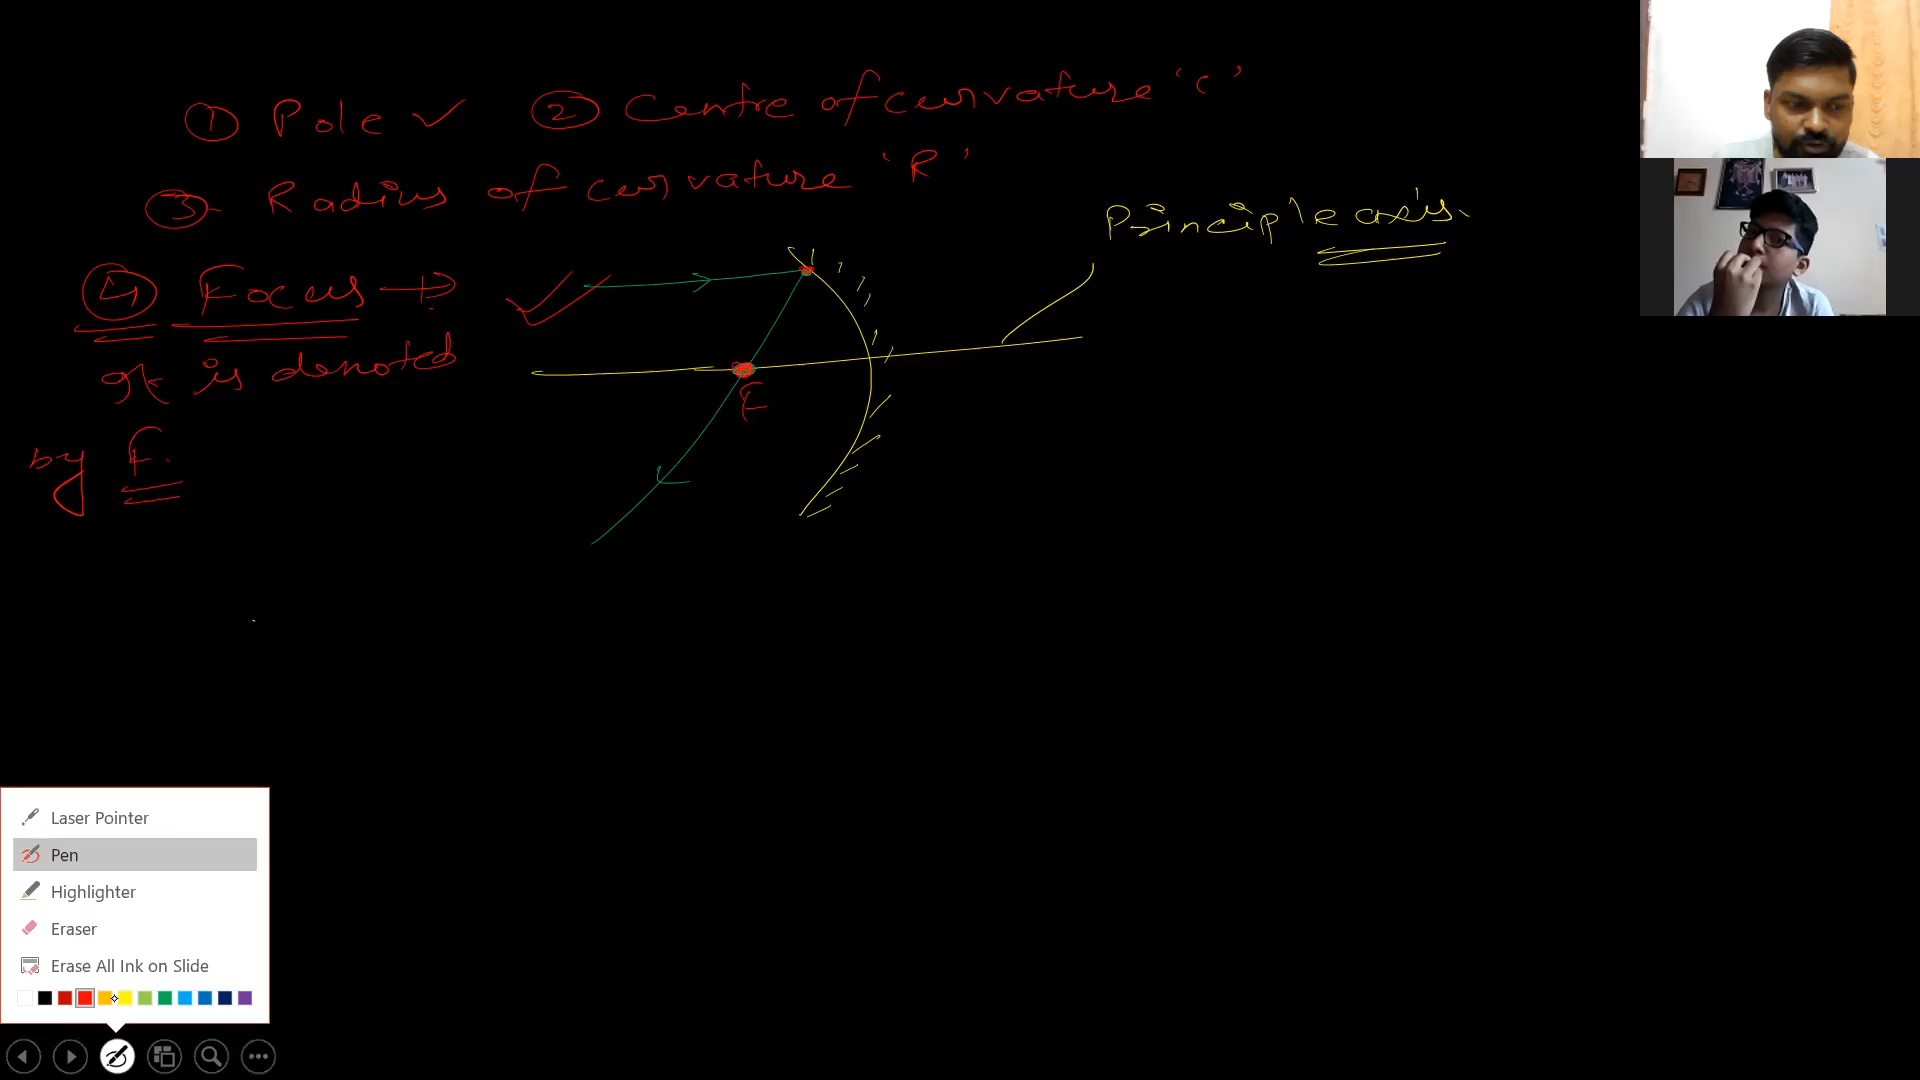 ① Pole ✓ ② Centre of curvature 'C'
③ Radius of curvature 'R'
Principle axis.
④ Focus →
It is denoted
F
by F.
Laser Pointer
Pen
Highlighter
Eraser
Erase All Ink on Slide